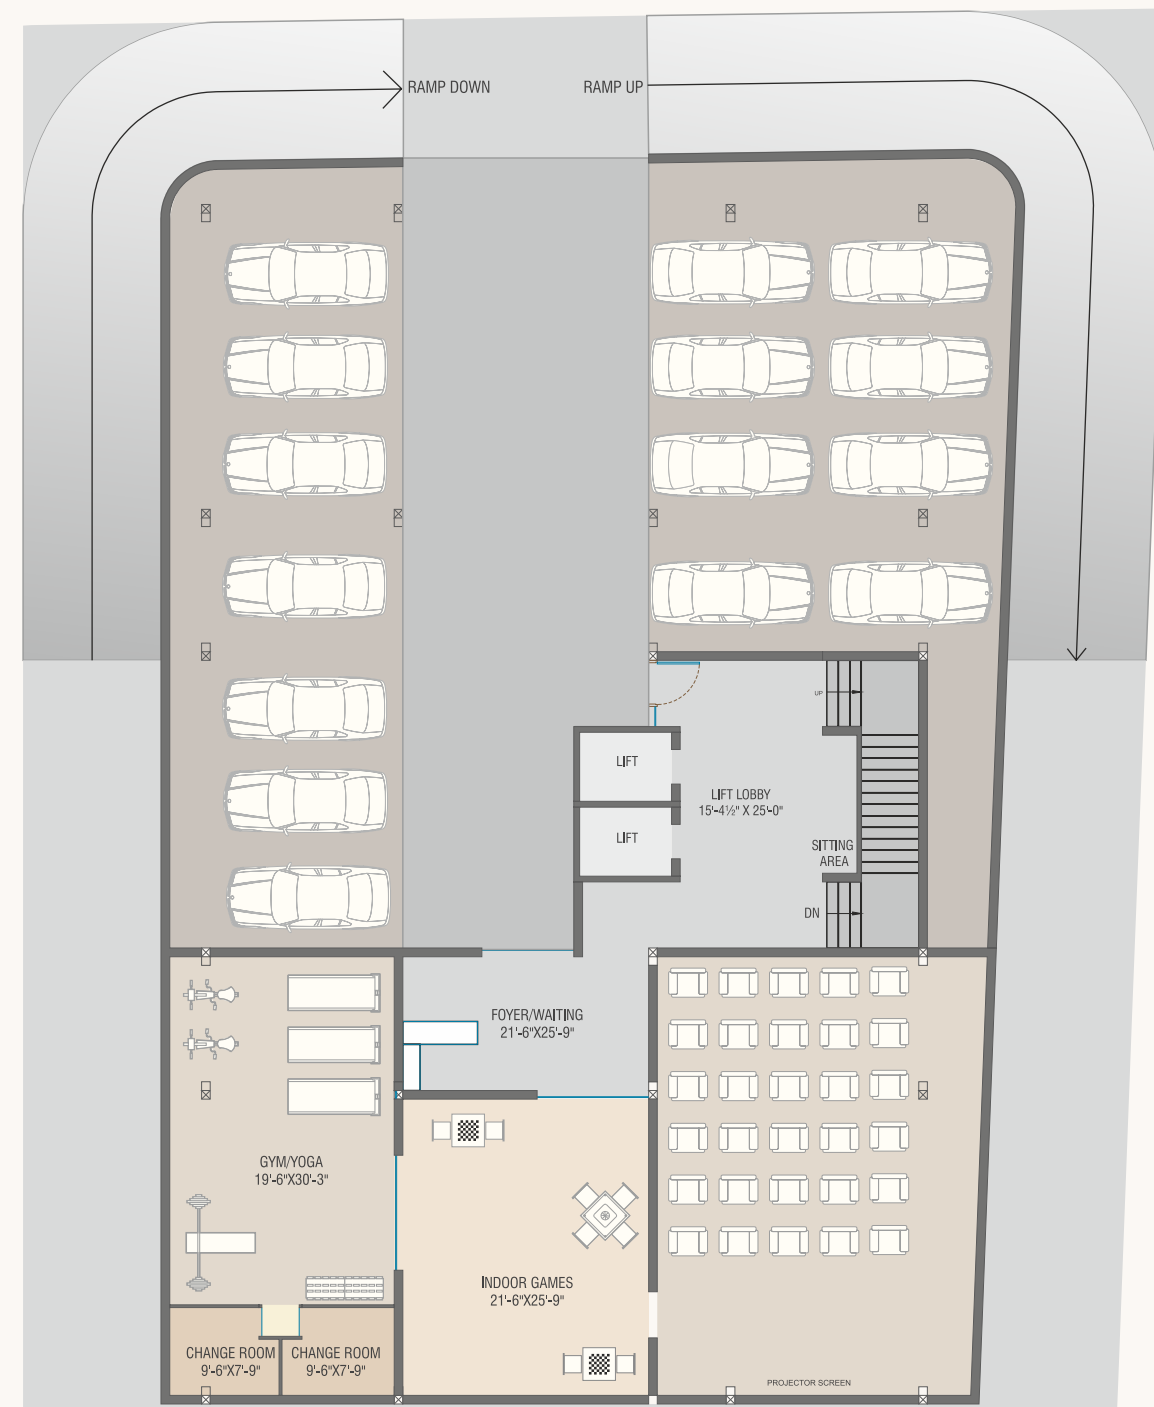 RAMP DOWN
RAMP UP
LIFT
LIFT
LIFT LOBBY
15'-4½" X 25'-0"
UP
SITTING
AREA
DN
FOYER/WAITING
21'-6"X25'-9"
GYM/YOGA
19'-6"X30'-3"
INDOOR GAMES
21'-6"X25'-9"
CHANGE ROOM
9'-6"X7'-9"
CHANGE ROOM
9'-6"X7'-9"
PROJECTOR SCREEN